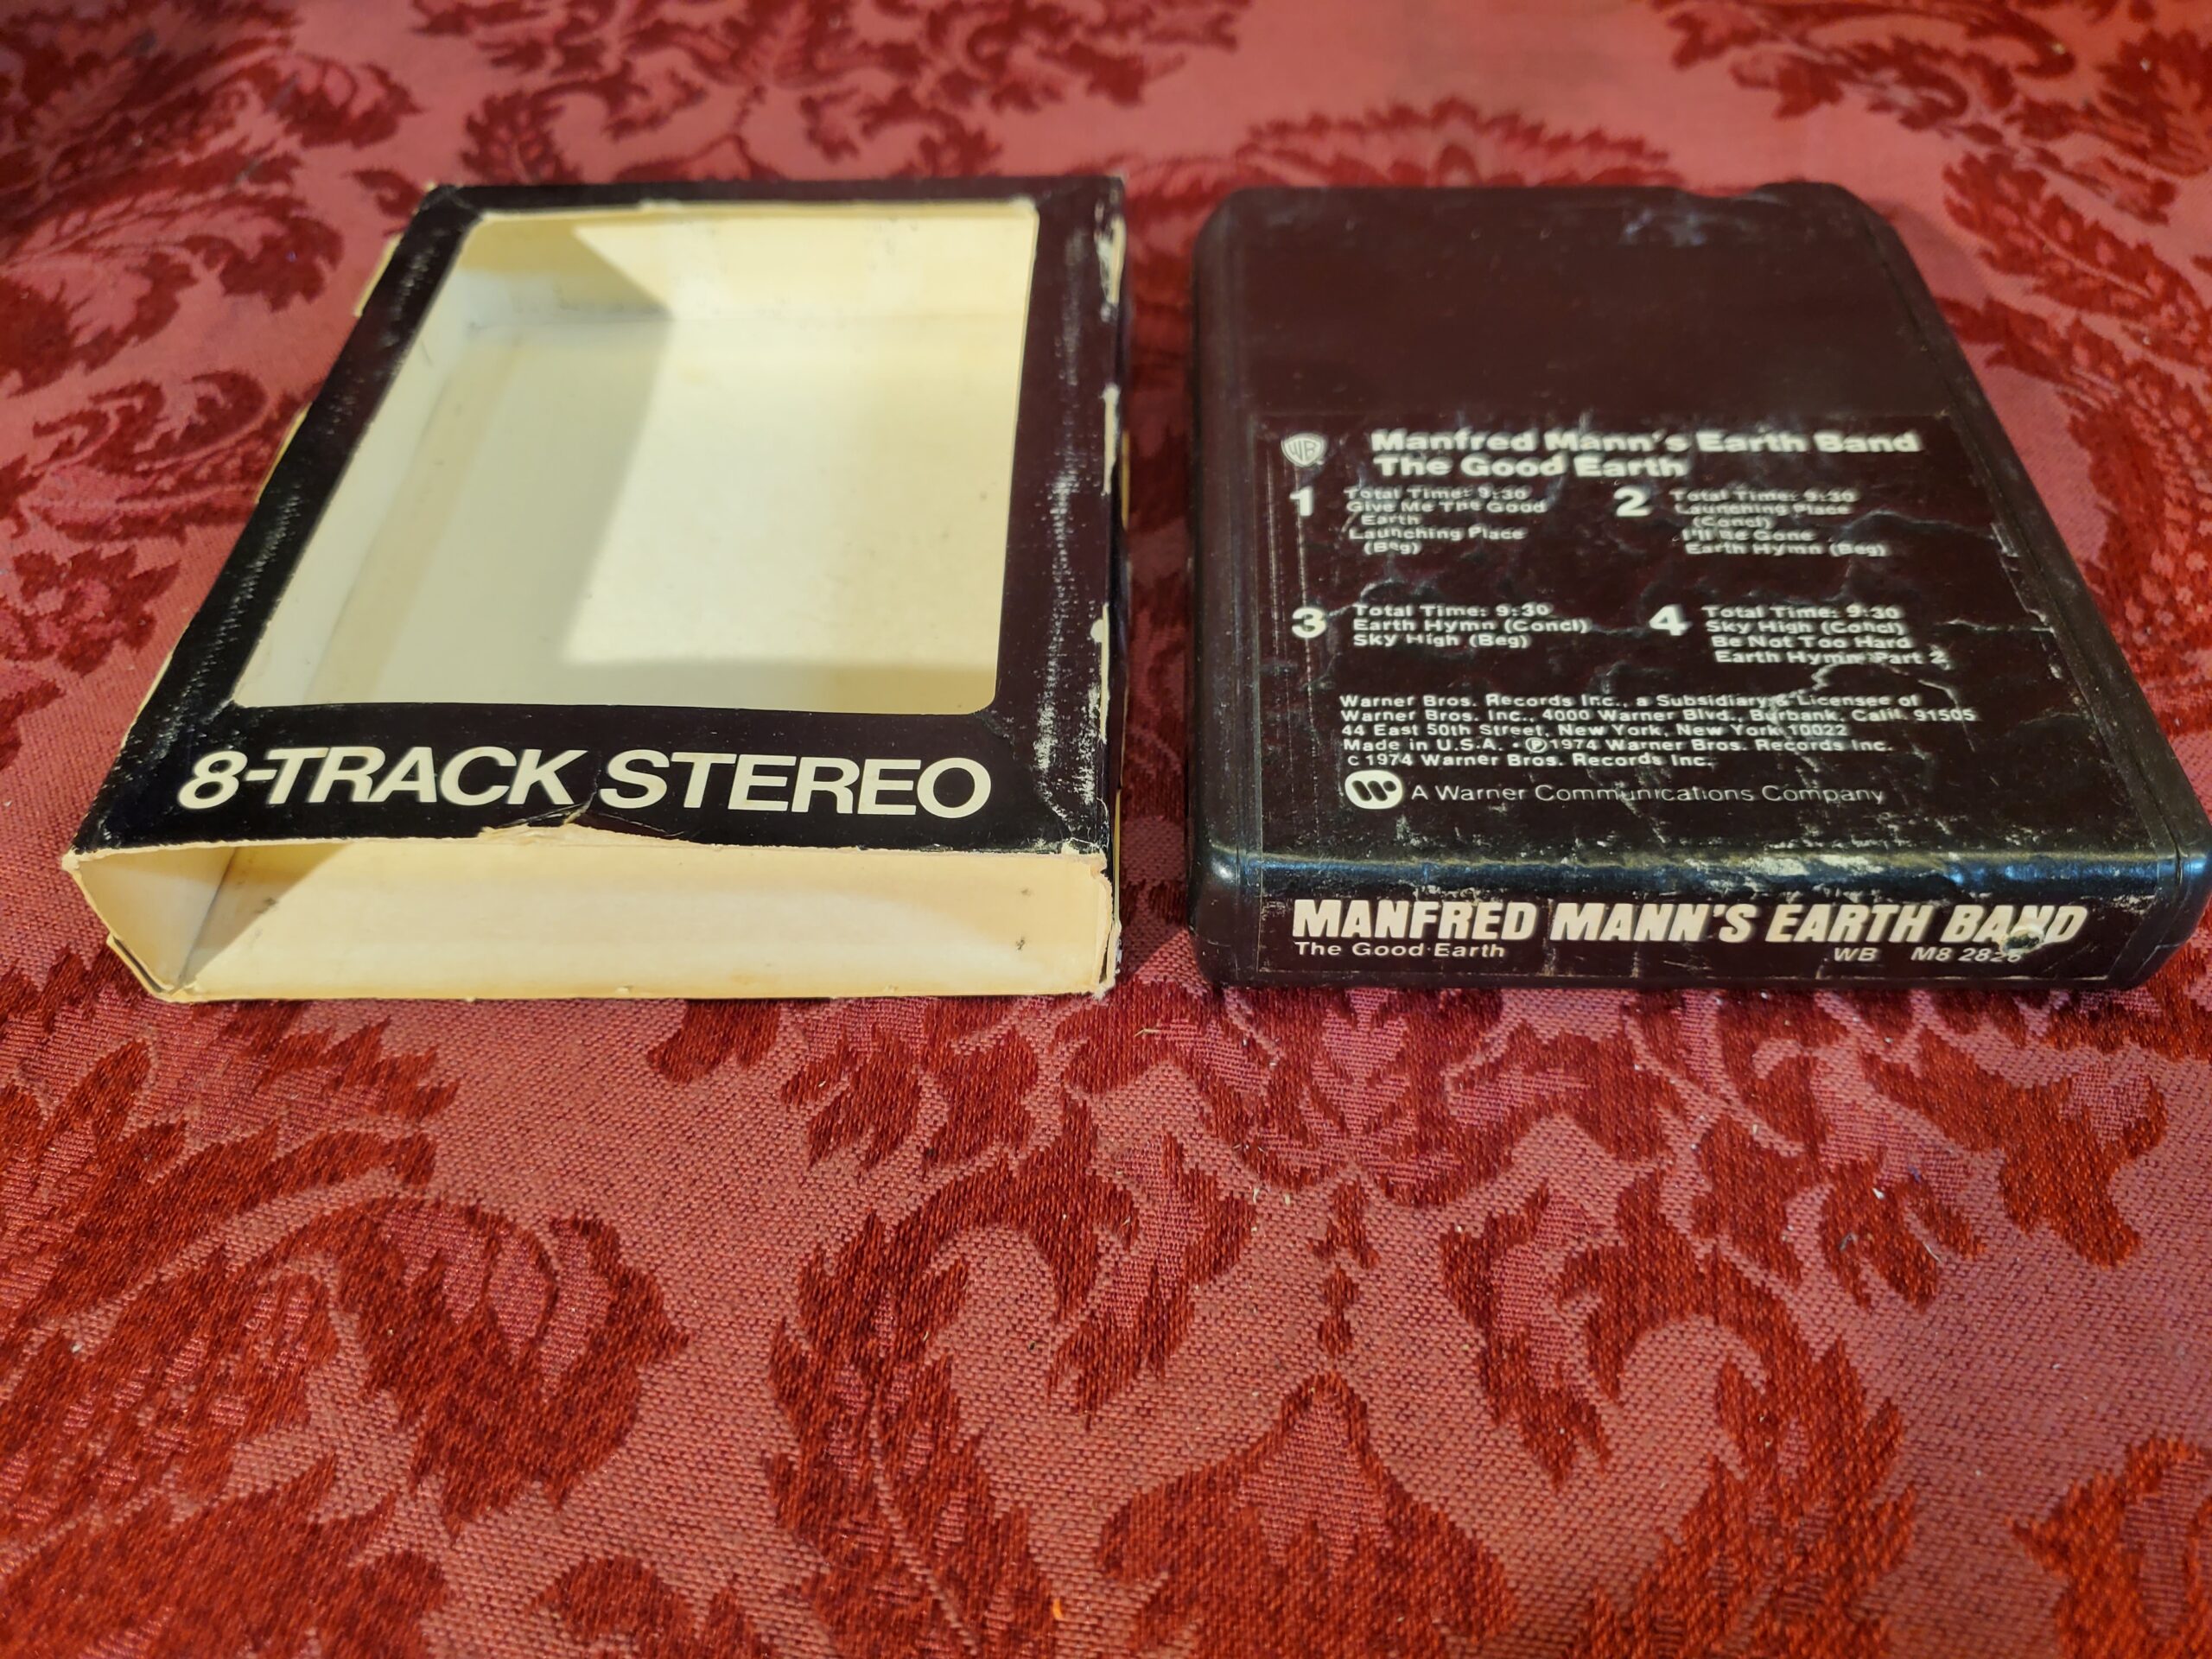 8-TRACK STEREO
WB
Manfred Mann's Earth Band
The Good Earth
1
Total Time: 9:30
Give Me The Good
Earth
Launching Place
(Beg)
2
Total Time: 9:30
Launching Place
(Concl)
I'll Be Gone
Earth Hymn (Beg)
3
Total Time: 9:30
Earth Hymn (Concl)
Sky High (Beg)
4
Total Time: 9:30
Sky High (Concl)
Be Not Too Hard
Earth Hymn Part 2
Warner Bros. Records Inc., a Subsidiary & Licensee of
Warner Bros. Inc., 4000 Warner Blvd., Burbank, Calif. 91505
44 East 50th Street, New York, New York 10022
Made in U.S.A. • ℗1974 Warner Bros. Records Inc.
c 1974 Warner Bros. Records Inc.
A Warner Communications Company
MANFRED MANN'S EARTH BAND
The Good Earth
WB M8 2826